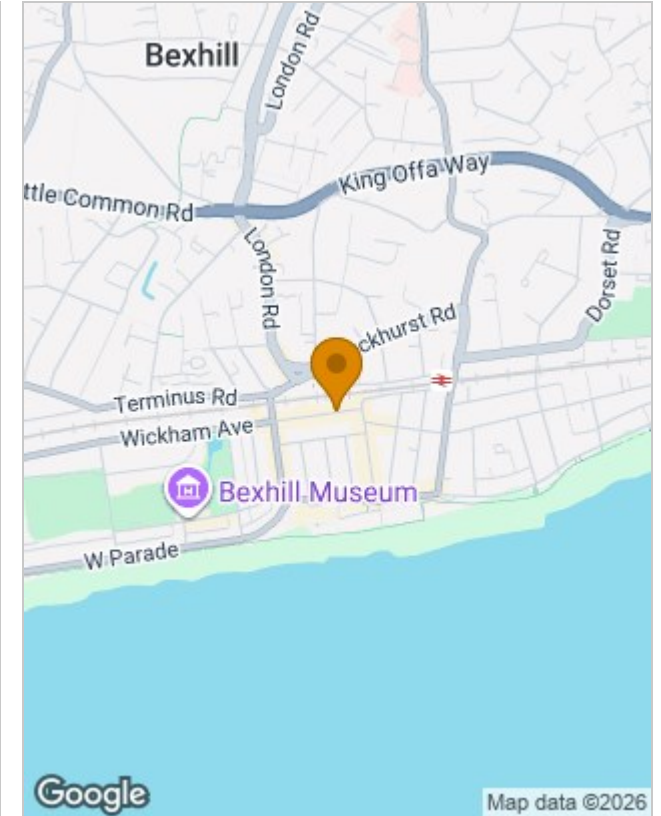 Bexhill
London Rd
King Offa Way
ttle Common Rd
London Rd
Dorset Rd
ckhurst Rd
Terminus Rd
Wickham Ave
Bexhill Museum
W Parade
Google
Map data ©2026